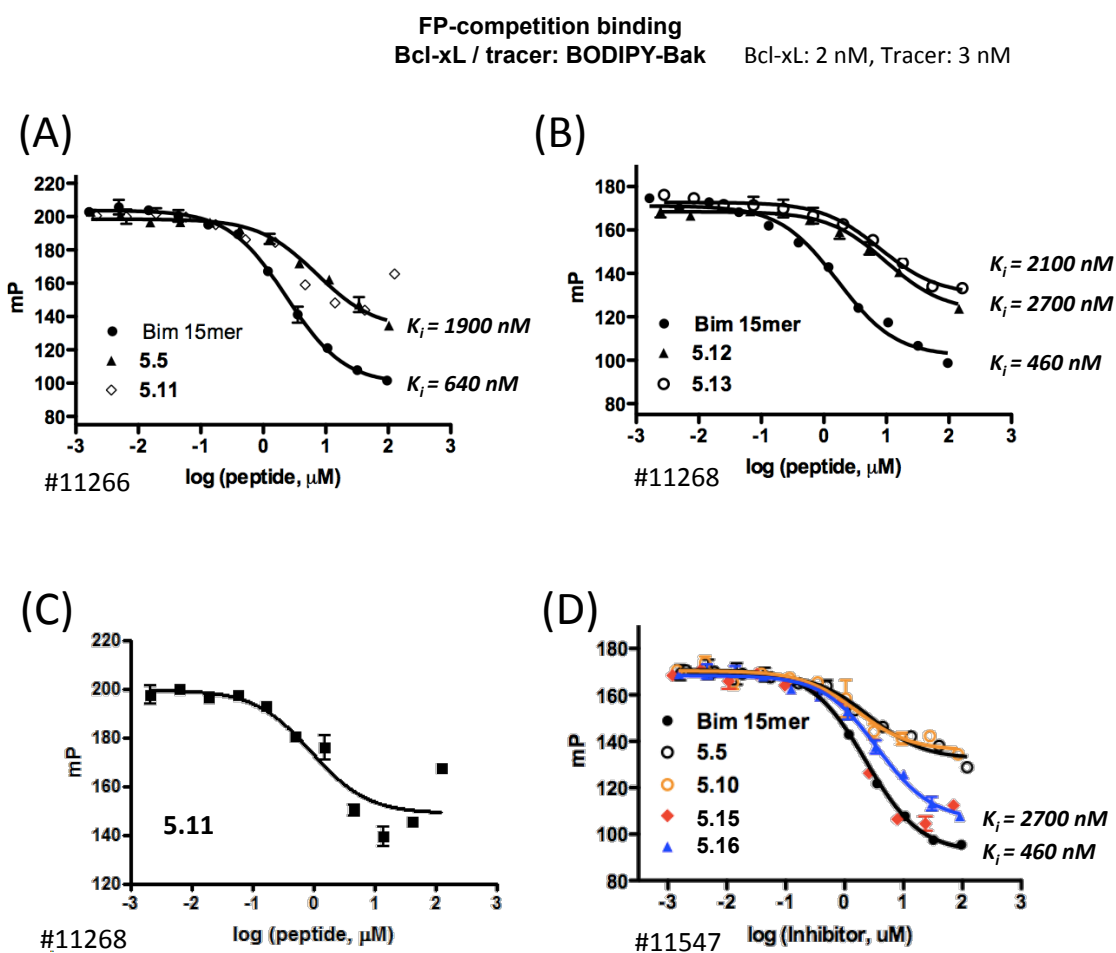 FP-competition binding
Bcl-xL / tracer: BODIPY-Bak Bcl-xL: 2 nM, Tracer: 3 nM
(A)
220
200
180
160
140
120
100
80
mP
-3 -2 -1 0 1 2 3
log (peptide, μM)
Bim 15mer
5.5
5.11
Ki = 1900 nM
Ki = 640 nM
#11266
(B)
180
160
140
120
100
80
mP
-3 -2 -1 0 1 2 3
log (peptide, μM)
Bim 15mer
5.12
5.13
Ki = 2100 nM
Ki = 2700 nM
Ki = 460 nM
#11268
(C)
220
200
180
160
140
120
mP
5.11
-3 -2 -1 0 1 2 3
log (peptide, μM)
#11268
(D)
180
160
140
120
100
80
mP
Bim 15mer
5.5
5.10
5.15
5.16
Ki = 2700 nM
Ki = 460 nM
-3 -2 -1 0 1 2 3
log (Inhibitor, uM)
#11547